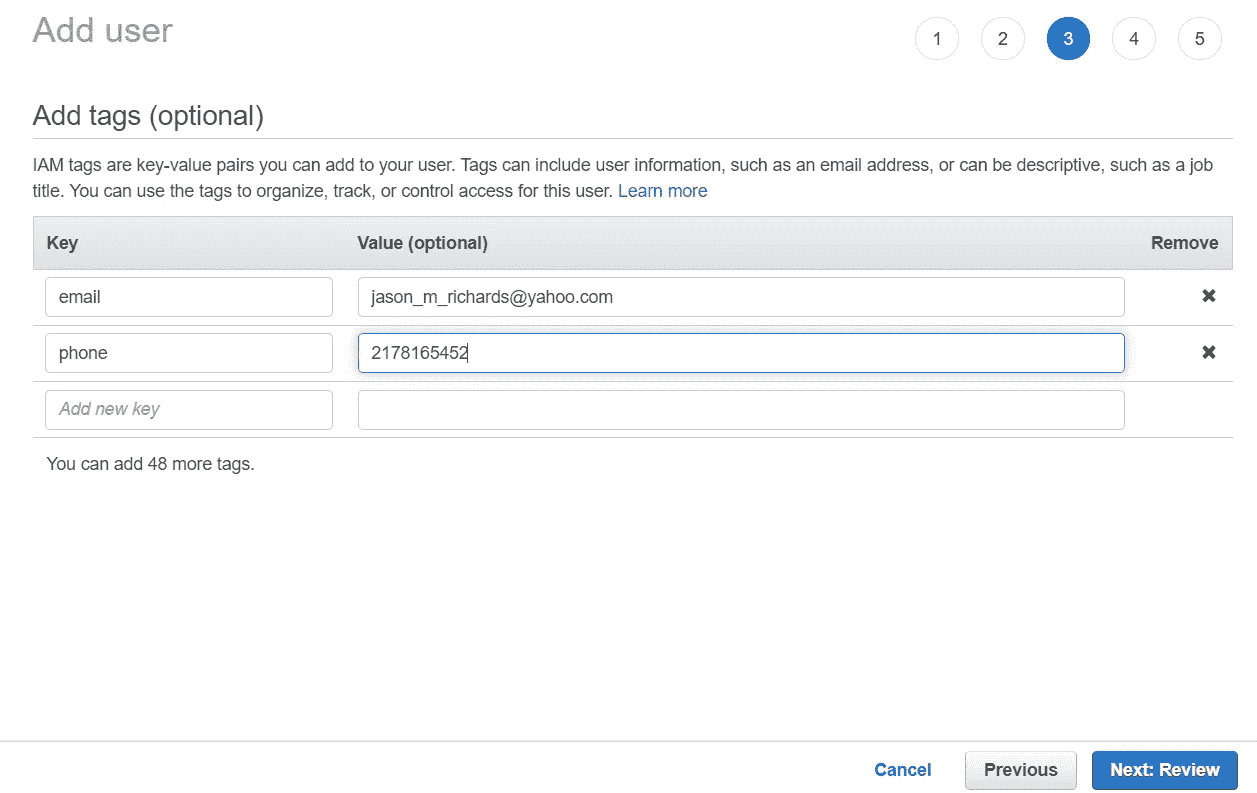 Add user
1 2 3 4 5
Add tags (optional)
IAM tags are key-value pairs you can add to your user. Tags can include user information, such as an email address, or can be descriptive, such as a job
title. You can use the tags to organize, track, or control access for this user. Learn more
Key Value (optional) Remove
email jason_m_richards@yahoo.com
phone 2178165452
Add new key
You can add 48 more tags.
Cancel Previous Next: Review